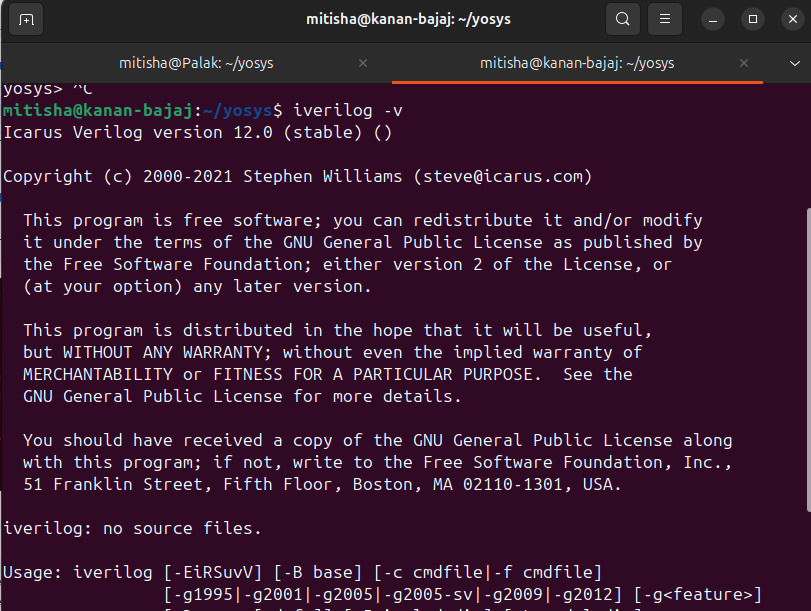 mitisha@kanan-bajaj: ~/yosys
mitisha@Palak: ~/yosys
mitisha@kanan-bajaj: ~/yosys
yosys> ^C
mitisha@kanan-bajaj:~/yosys$ iverilog -v
Icarus Verilog version 12.0 (stable) ()
Copyright (c) 2000-2021 Stephen Williams (steve@icarus.com)
This program is free software; you can redistribute it and/or modify
it under the terms of the GNU General Public License as published by
the Free Software Foundation; either version 2 of the License, or
(at your option) any later version.
This program is distributed in the hope that it will be useful,
but WITHOUT ANY WARRANTY; without even the implied warranty of
MERCHANTABILITY or FITNESS FOR A PARTICULAR PURPOSE.  See the
GNU General Public License for more details.
You should have received a copy of the GNU General Public License along
with this program; if not, write to the Free Software Foundation, Inc.,
51 Franklin Street, Fifth Floor, Boston, MA 02110-1301, USA.
iverilog: no source files.
Usage: iverilog [-EiRSuvV] [-B base] [-c cmdfile|-f cmdfile]
[-g1995|-g2001|-g2005|-g2005-sv|-g2009|-g2012] [-g<feature>]